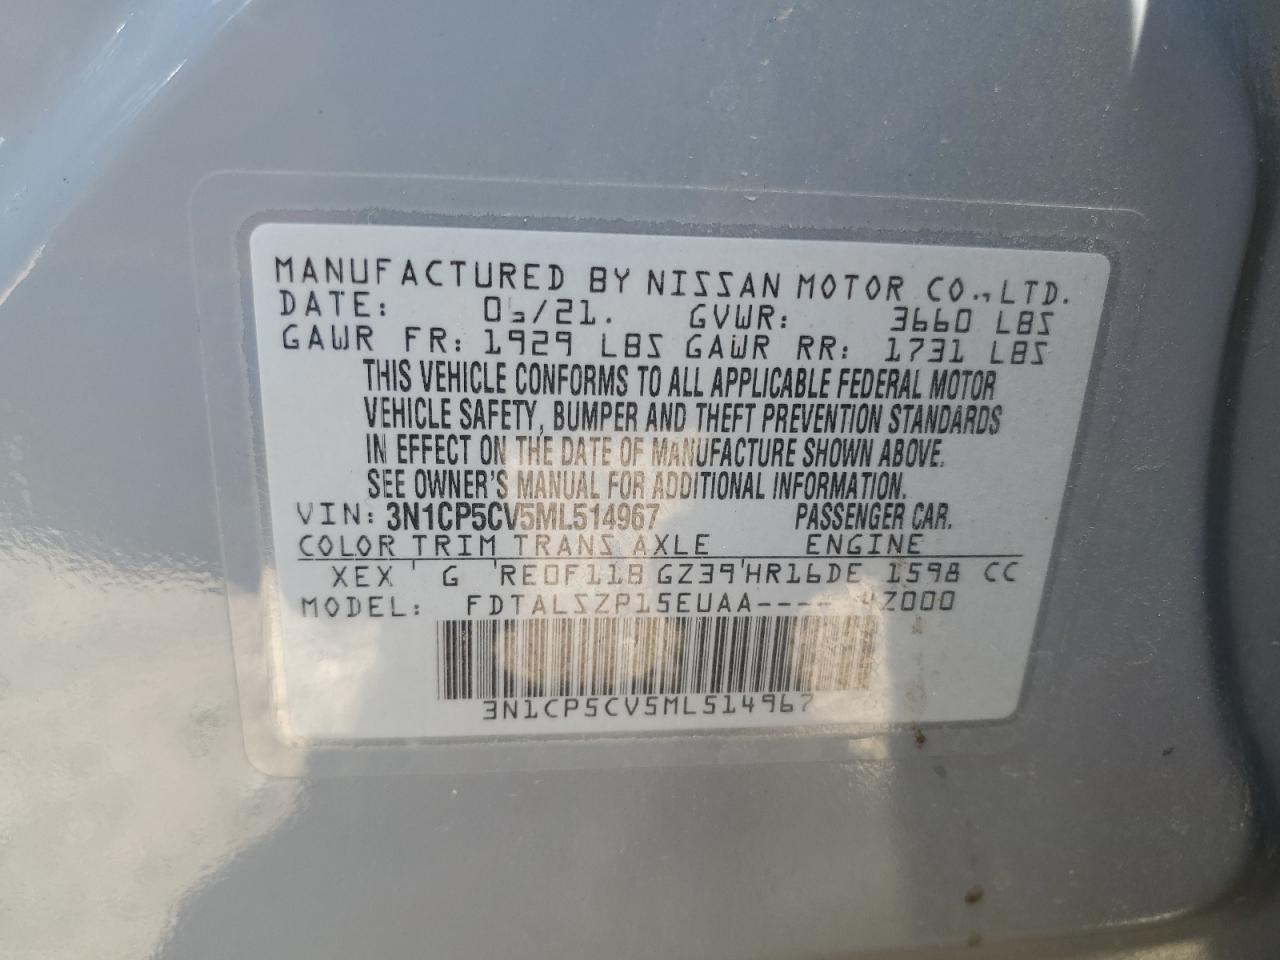 MANUFACTURED BY NISSAN MOTOR CO., LTD.
DATE: /21. GVWR: 3660 LBS
GAWR FR: 1929 LBS GAWR RR: 1731 LBS
THIS VEHICLE CONFORMS TO ALL APPLICABLE FEDERAL MOTOR
VEHICLE SAFETY, BUMPER AND THEFT PREVENTION STANDARDS
IN EFFECT ON THE DATE OF MANUFACTURE SHOWN ABOVE.
SEE OWNER'S MANUAL FOR ADDITIONAL INFORMATION.
VIN: 3N1CP5CV5ML514967 PASSENGER CAR.
COLOR TRIM TRANS AXLE ENGINE
XEX G RE0F11B GZ39 HR16DE 1598 CC
MODEL: FDTALSZP15EUAA---- 4Z000
3N1CP5CV5ML514967